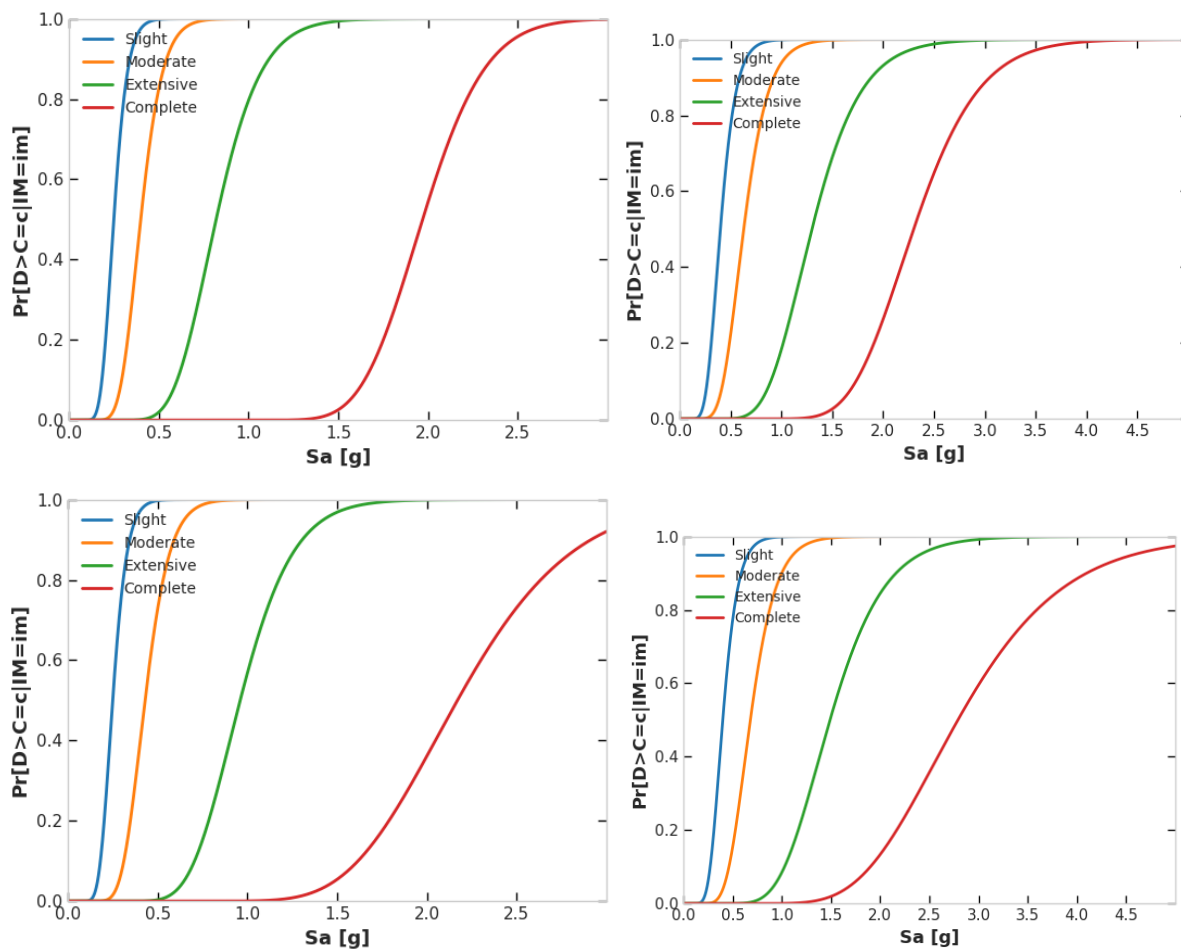 1.0
Slight
Moderate
Extensive
Complete
0.8
0.6
0.4
0.2
0.0
Pr[D>C=c|IM=im]
0.0 0.5 1.0 1.5 2.0 2.5
Sa [g]
1.0
Slight
Moderate
Extensive
Complete
0.8
0.6
0.4
0.2
0.0
Pr[D>C=c|IM=im]
0.0 0.5 1.0 1.5 2.0 2.5 3.0 3.5 4.0 4.5
Sa [g]
1.0
Slight
Moderate
Extensive
Complete
0.8
0.6
0.4
0.2
0.0
Pr[D>C=c|IM=im]
0.0 0.5 1.0 1.5 2.0 2.5
Sa [g]
1.0
Slight
Moderate
Extensive
Complete
0.8
0.6
0.4
0.2
0.0
Pr[D>C=c|IM=im]
0.0 0.5 1.0 1.5 2.0 2.5 3.0 3.5 4.0 4.5
Sa [g]